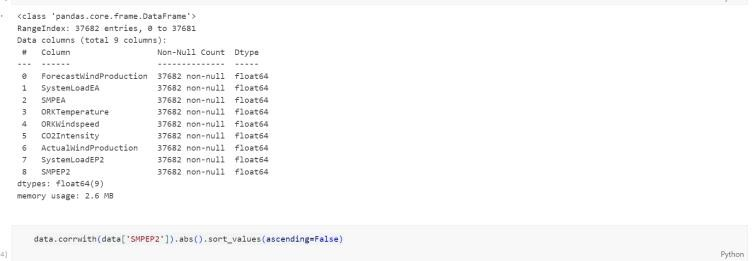 <class 'pandas.core.frame.DataFrame'>
RangeIndex: 37682 entries, 0 to 37681
Data columns (total 9 columns):
 #   Column                  Non-Null Count  Dtype
---  ------                  --------------  -----
 0   ForecastWindProduction  37682 non-null  float64
 1   SystemLoadEA            37682 non-null  float64
 2   SMPEA                   37682 non-null  float64
 3   ORKTemperature          37682 non-null  float64
 4   ORKWindspeed            37682 non-null  float64
 5   CO2Intensity            37682 non-null  float64
 6   ActualWindProduction    37682 non-null  float64
 7   SystemLoadEP2           37682 non-null  float64
 8   SMPEP2                  37682 non-null  float64
dtypes: float64(9)
memory usage: 2.6 MB
data.corrwith(data['SMPEP2']).abs().sort_values(ascending=False)
4] Python